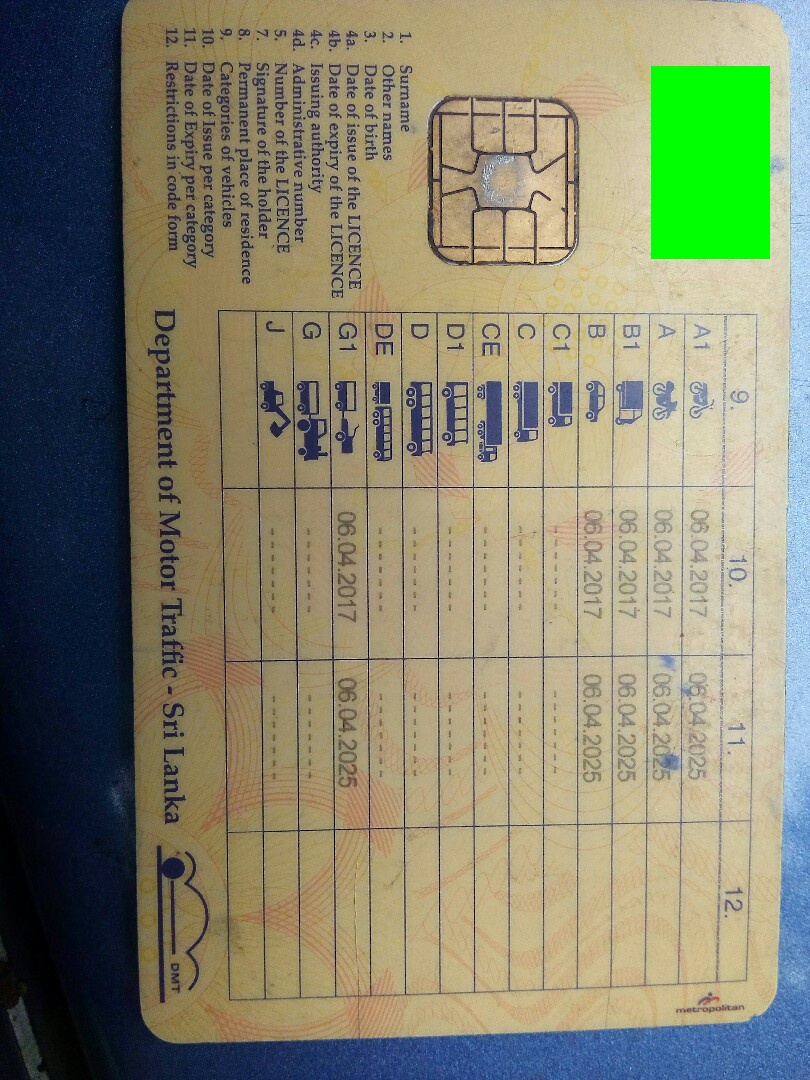 1. Surname
2. Other names
3. Date of birth
4a. Date of issue of the LICENCE
4b. Date of expiry of the LICENCE
4c. Issuing authority
4d. Administrative number
5. Number of the LICENCE
7. Signature of the holder
8. Permanent place of residence
9. Categories of vehicles
10. Date of Issue per category
11. Date of Expiry per category
12. Restrictions in code form
9. 10. 11. 12.
A1 06.04.2017 06.04.2025
A 06.04.2017 06.04.2025
B1 06.04.2017 06.04.2025
B 06.04.2017 06.04.2025
C1 ------ ------
C ------ ------
CE ------ ------
D1 ------ ------
D ------ ------
DE ------ ------
G1 06.04.2017 06.04.2025
G ------ ------
J ------ ------
Department of Motor Traffic - Sri Lanka
DMT
metropolitan